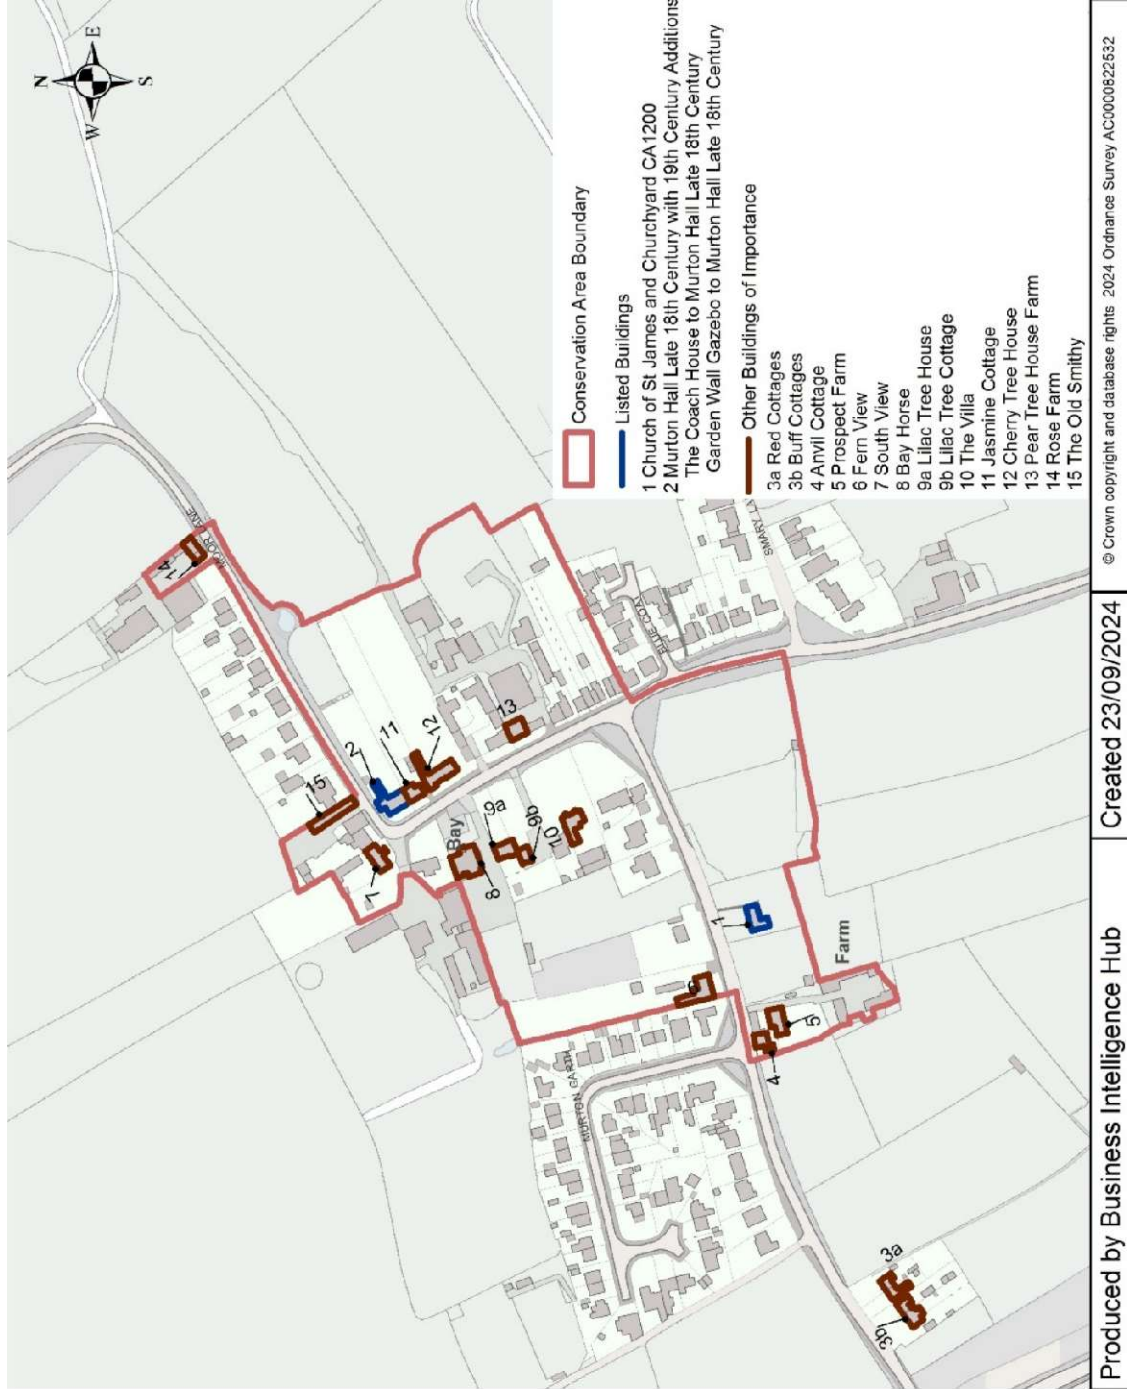 N
E
S
W
MOOR LANE
14
15
2
11
12
13
7
Bay
8
9a
9b
10
BLUE COAT
SMARY LA
MURTON GARTH
6
1
Farm
5
4
3a
3b
Conservation Area Boundary
Listed Buildings
1 Church of St James and Churchyard CA1200
2 Murton Hall Late 18th Century with 19th Century Additions
The Coach House to Murton Hall Late 18th Century
Garden Wall Gazebo to Murton Hall Late 18th Century
Other Buildings of Importance
3a Red Cottages
3b Buff Cottages
4 Anvil Cottage
5 Prospect Farm
6 Fern View
7 South View
8 Bay Horse
9a Lilac Tree House
9b Lilac Tree Cottage
10 The Villa
11 Jasmine Cottage
12 Cherry Tree House
13 Pear Tree House Farm
14 Rose Farm
15 The Old Smithy
Produced by Business Intelligence Hub
Created 23/09/2024
© Crown copyright and database rights 2024 Ordnance Survey AC0000822532